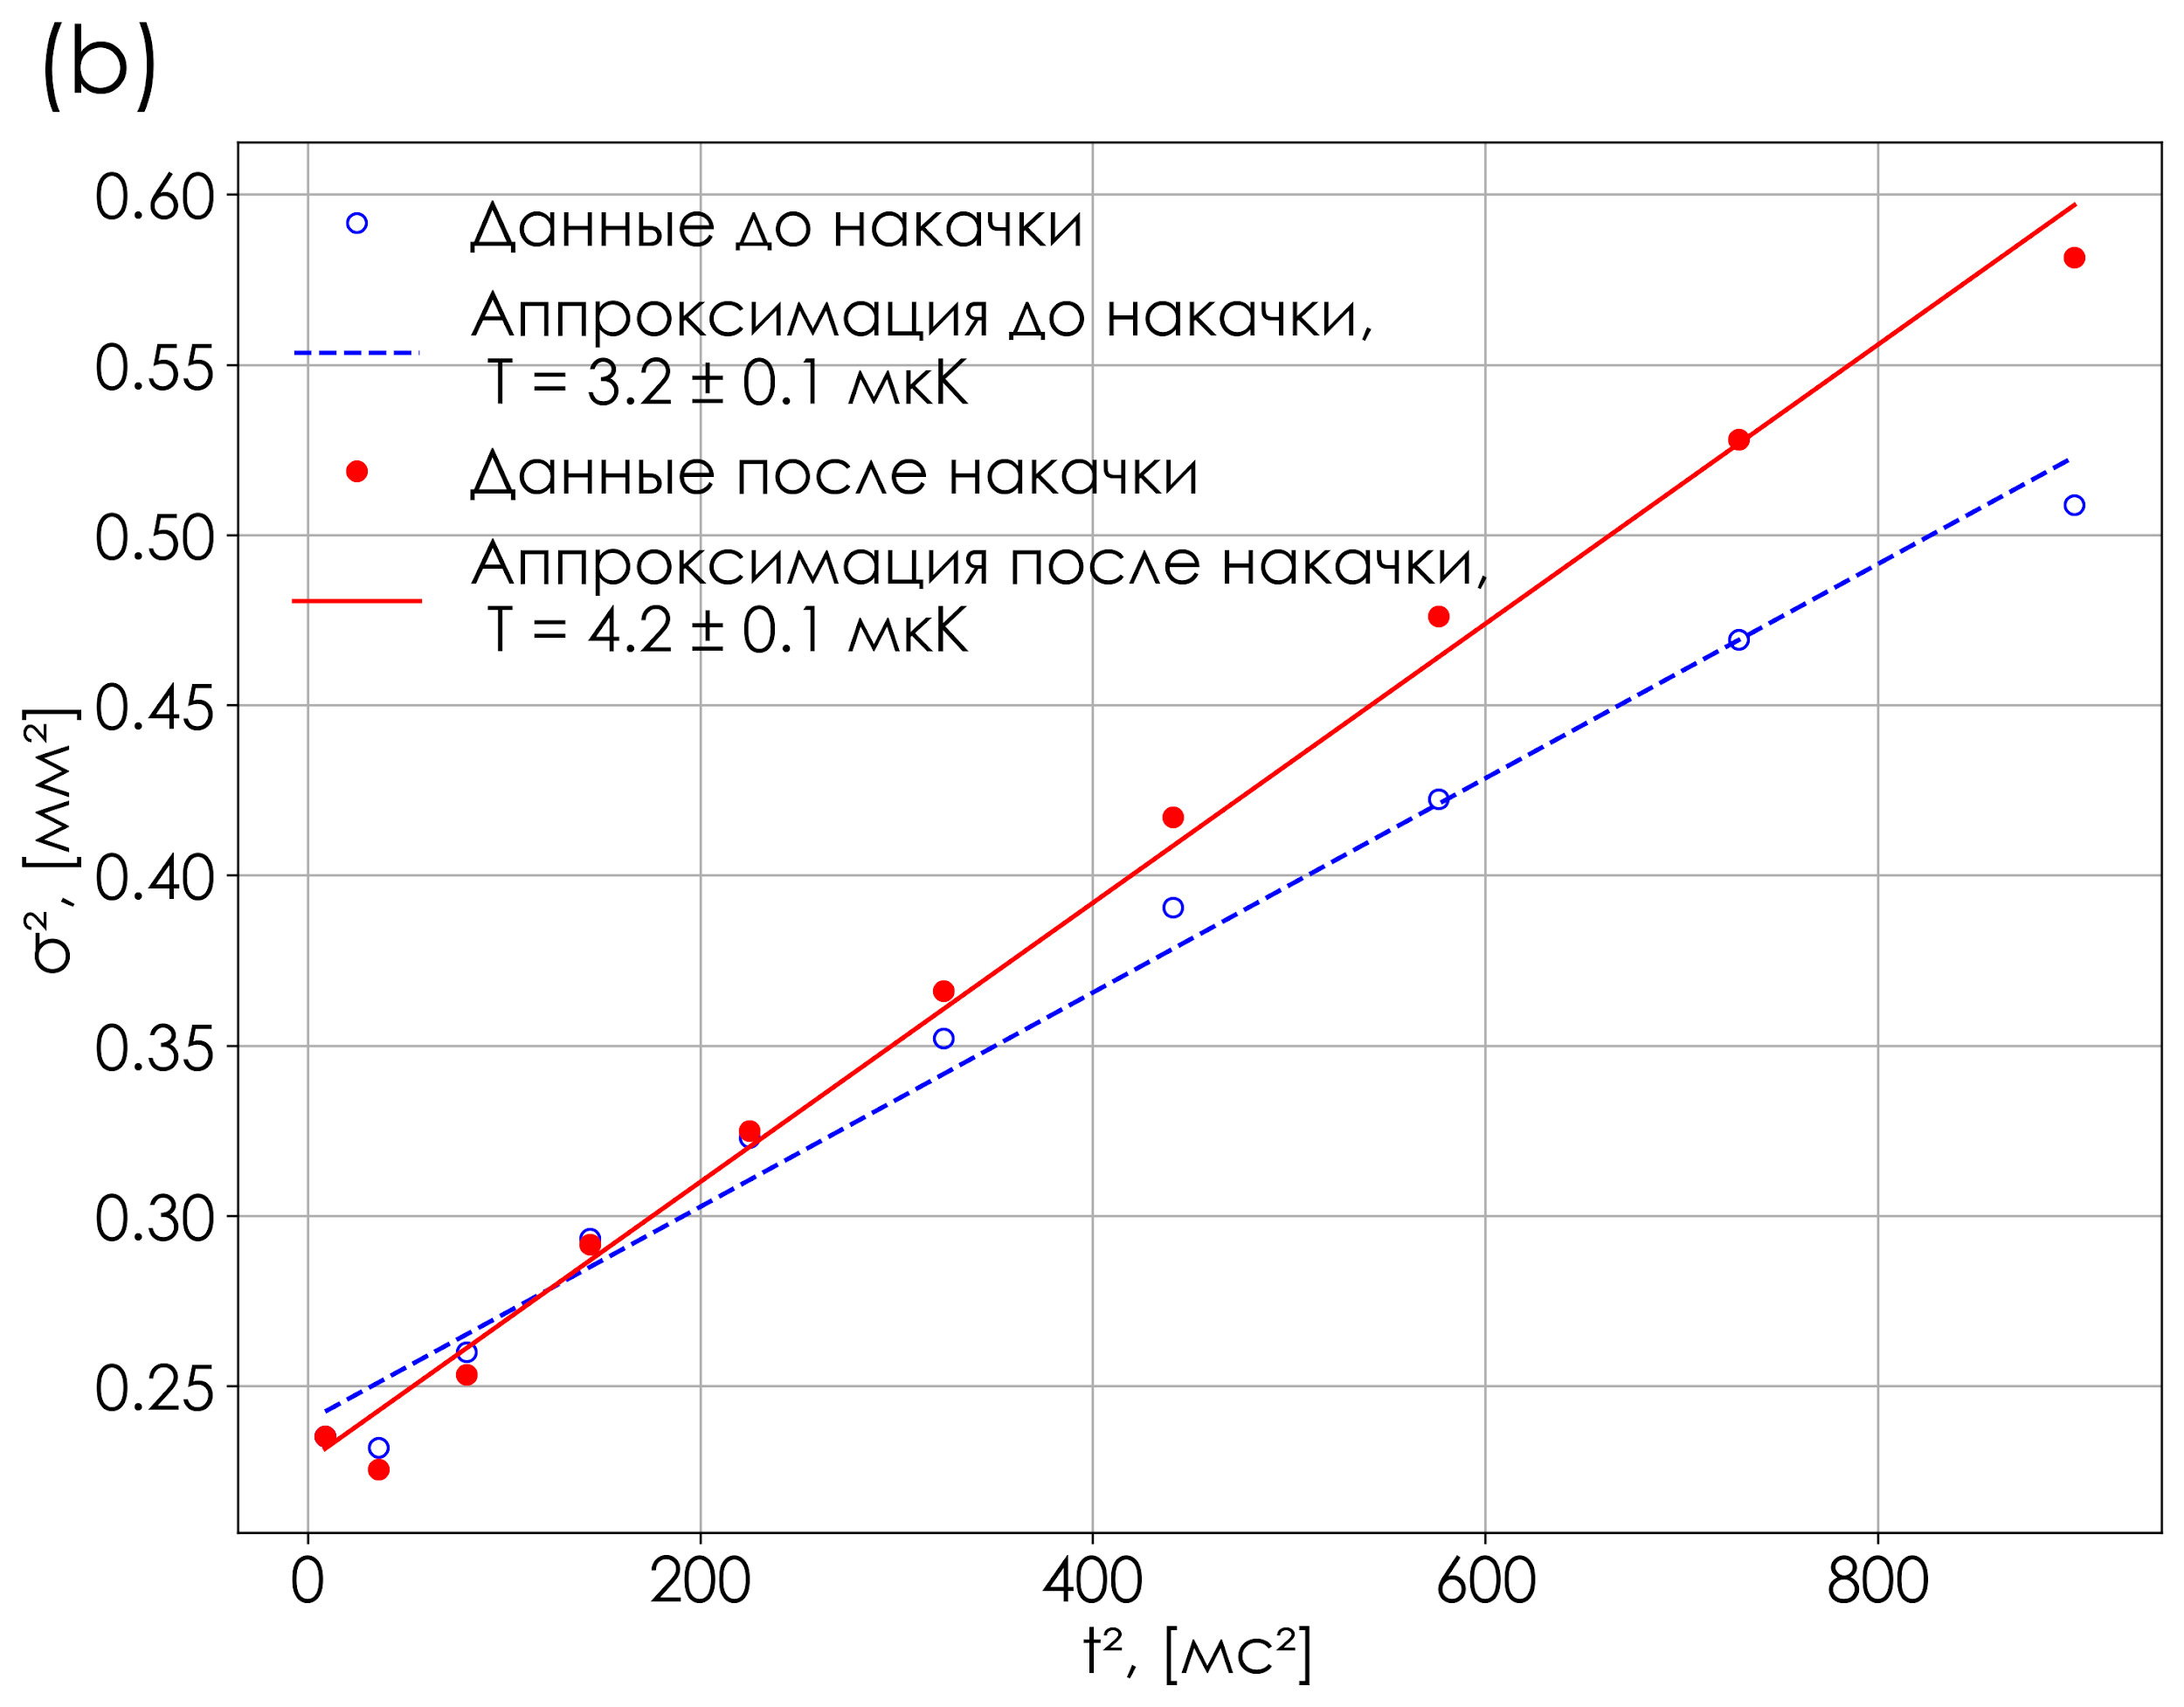 (b)
Данные до накачки
Аппроксимация до накачки,
T = 3.2 ± 0.1 мкК
Данные после накачки
Аппроксимация после накачки,
T = 4.2 ± 0.1 мкК
0.60
0.55
0.50
0.45
0.40
0.35
0.30
0.25
σ², [мм²]
0 200 400 600 800
t², [мс²]